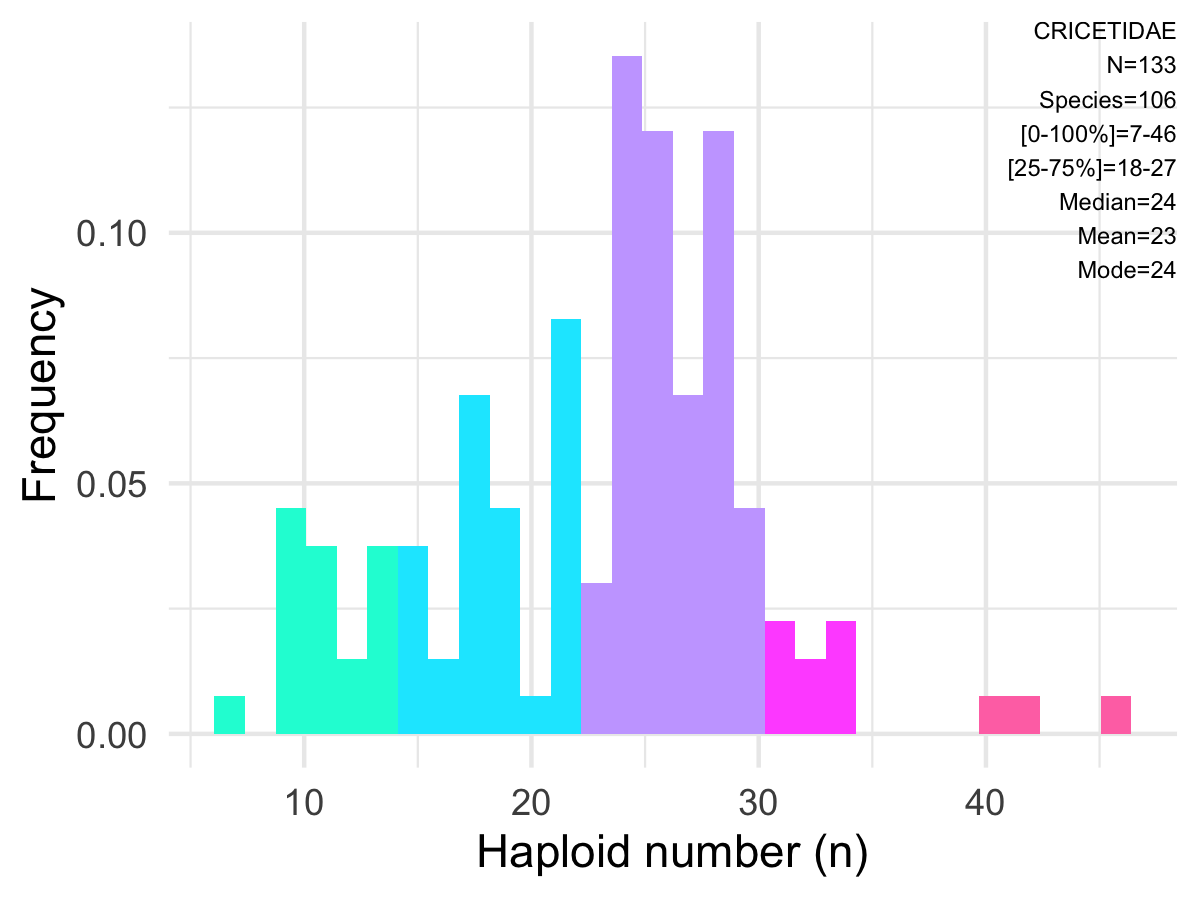 CRICETIDAE
N=133
Species=106
[0-100%]=7-46
[25-75%]=18-27
Median=24
Mean=23
Mode=24
Frequency
0.10
0.05
0.00
10 20 30 40
Haploid number (n)